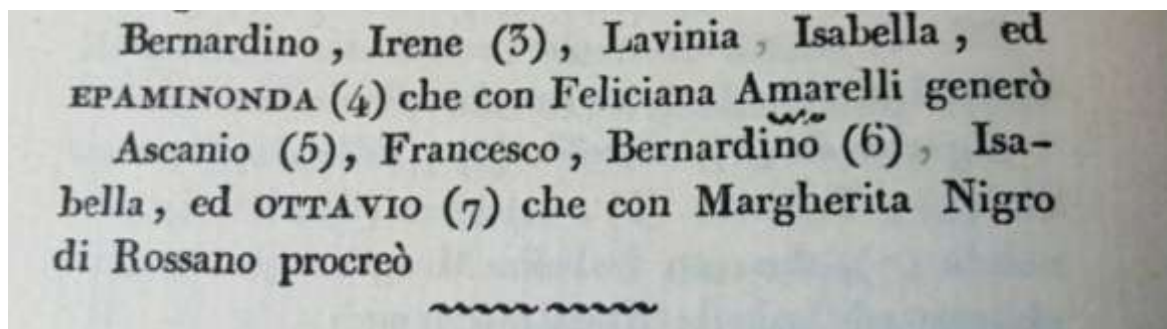 Bernardino, Irene (3), Lavinia, Isabella, ed
EPAMINONDA (4) che con Feliciana Amarelli generò
Ascanio (5), Francesco, Bernardino (6), Isa-
bella, ed OTTAVIO (7) che con Margherita Nigro
di Rossano procreò